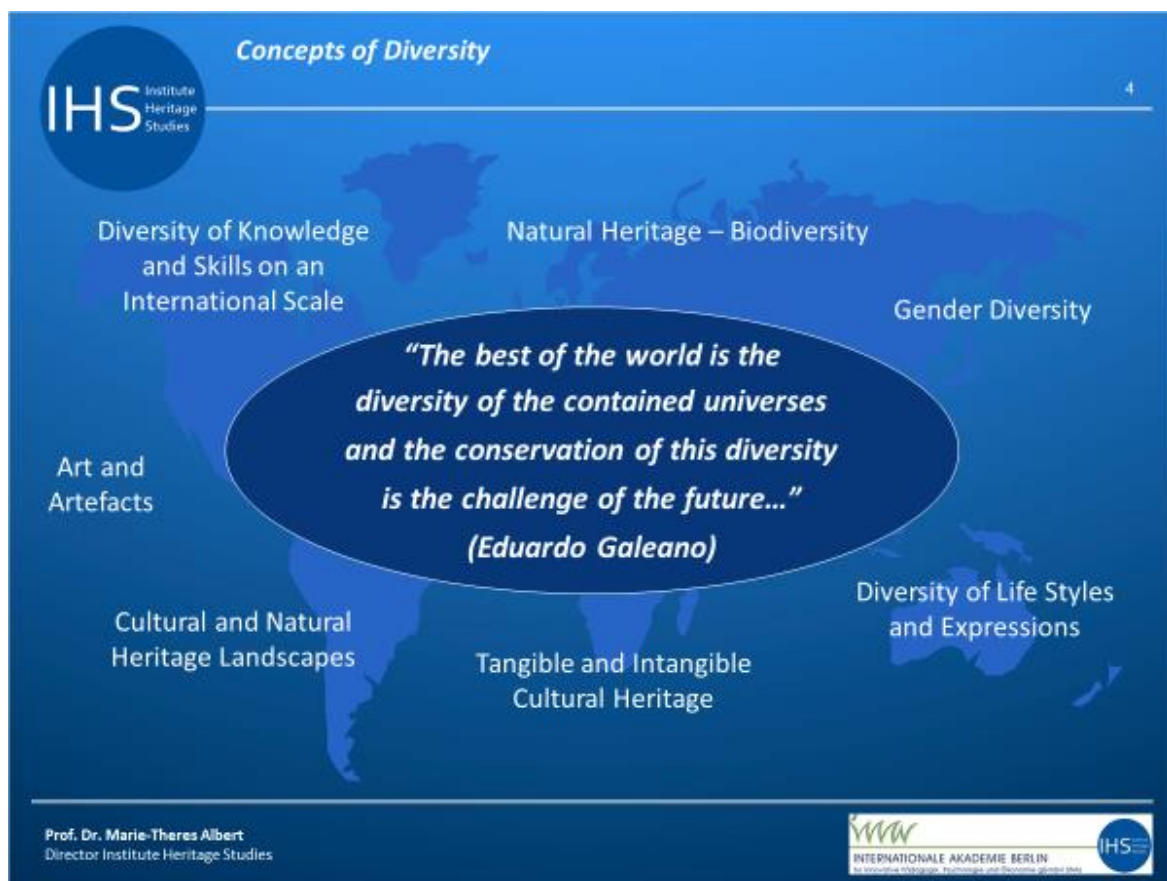 Concepts of Diversity
4
IHS
Institute
Heritage
Studies
Diversity of Knowledge
and Skills on an
International Scale
Natural Heritage – Biodiversity
Gender Diversity
“The best of the world is the
diversity of the contained universes
and the conservation of this diversity
is the challenge of the future…”
(Eduardo Galeano)
Art and
Artefacts
Diversity of Life Styles
and Expressions
Cultural and Natural
Heritage Landscapes
Tangible and Intangible
Cultural Heritage
Prof. Dr. Marie-Theres Albert
Director Institute Heritage Studies
INTERNATIONALE AKADEMIE BERLIN
IHS